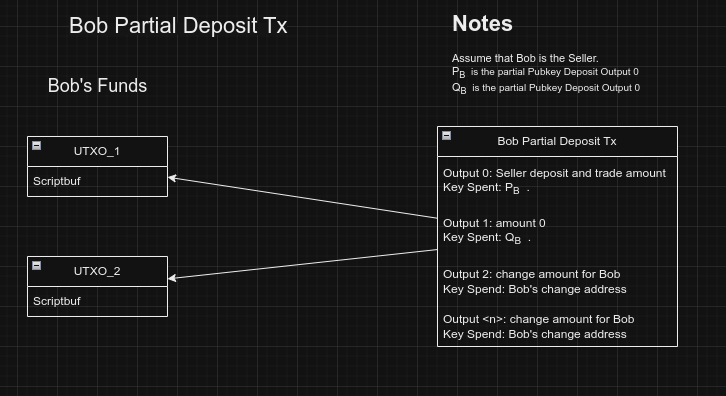 Bob Partial Deposit Tx
Notes
Assume that Bob is the Seller.
P_B is the partial Pubkey Deposit Output 0
Q_B is the partial Pubkey Deposit Output 0
Bob's Funds
UTXO_1
Scriptbuf
UTXO_2
Scriptbuf
Bob Partial Deposit Tx
Output 0: Seller deposit and trade amount
Key Spent: P_B .
Output 1: amount 0
Key Spent: Q_B .
Output 2: change amount for Bob
Key Spend: Bob's change address
Output <n>: change amount for Bob
Key Spend: Bob's change address